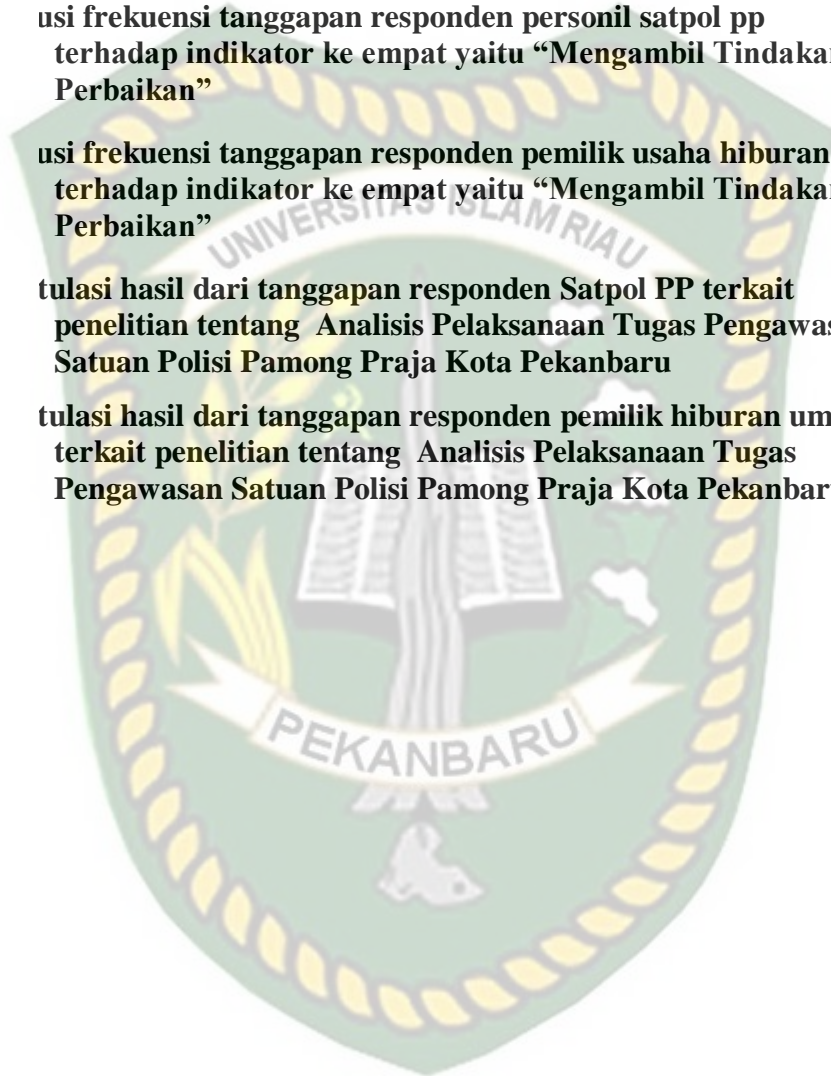 usi frekuensi tanggapan responden personil satpol pp
terhadap indikator ke empat yaitu “Mengambil Tindakan
Perbaikan”
usi frekuensi tanggapan responden pemilik usaha hiburan
terhadap indikator ke empat yaitu “Mengambil Tindakan
Perbaikan”
UNIVERSITAS ISLAM RIAU
tulasi hasil dari tanggapan responden Satpol PP terkait
penelitian tentang Analisis Pelaksanaan Tugas Pengawas
Satuan Polisi Pamong Praja Kota Pekanbaru
tulasi hasil dari tanggapan responden pemilik hiburan um
terkait penelitian tentang Analisis Pelaksanaan Tugas
Pengawasan Satuan Polisi Pamong Praja Kota Pekanbar
PEKANBARU